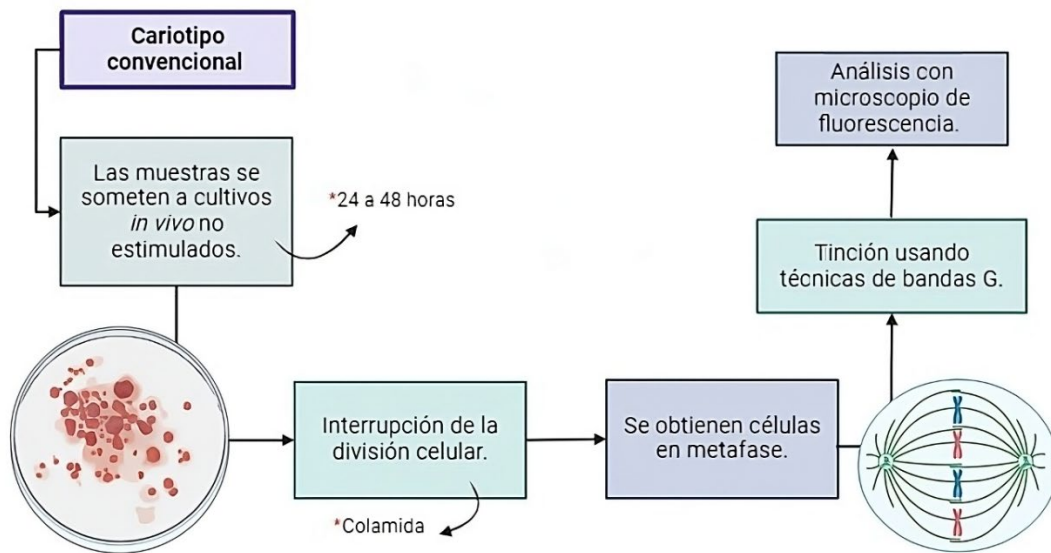 Cariotipo
convencional
Las muestras se
someten a cultivos
in vivo no
estimulados.
*24 a 48 horas
Interrupción de la
división celular.
*Colamida
Se obtienen células
en metafase.
Tinción usando
técnicas de bandas G.
Análisis con
microscopio de
fluorescencia.